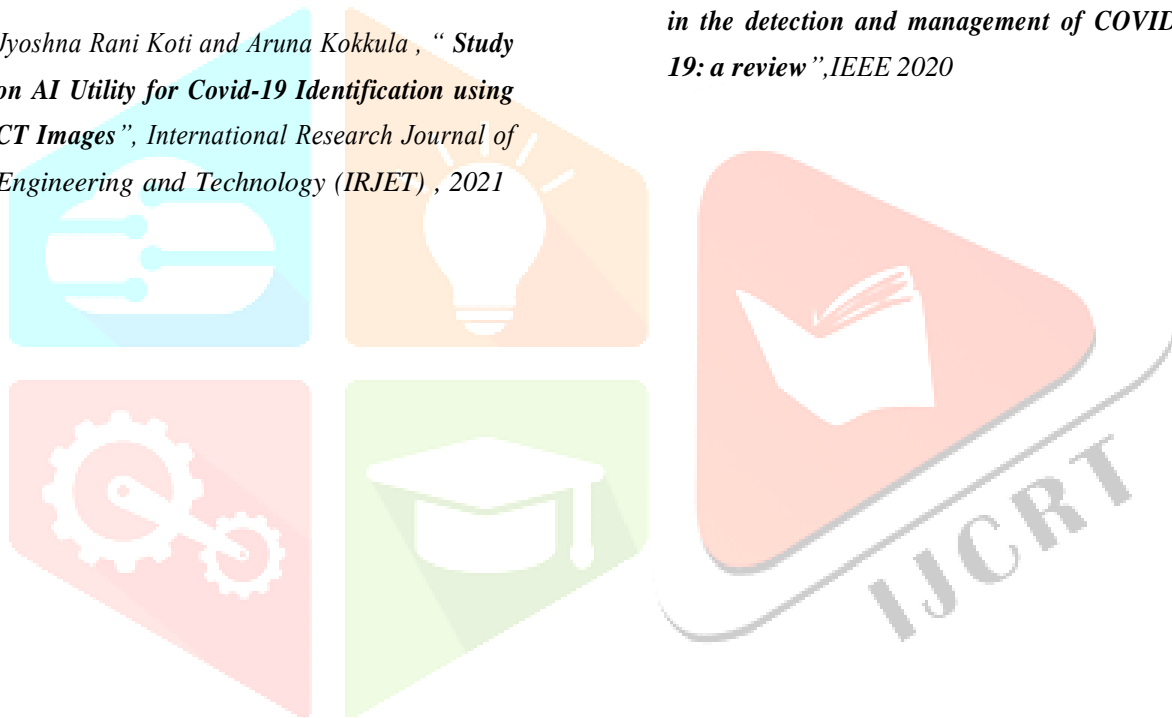 Jyoshna Rani Koti and Aruna Kokkula , “ Study
on AI Utility for Covid-19 Identification using
CT Images”, International Research Journal of
Engineering and Technology (IRJET) , 2021
in the detection and management of COVID
19: a review”,IEEE 2020
IJCRT